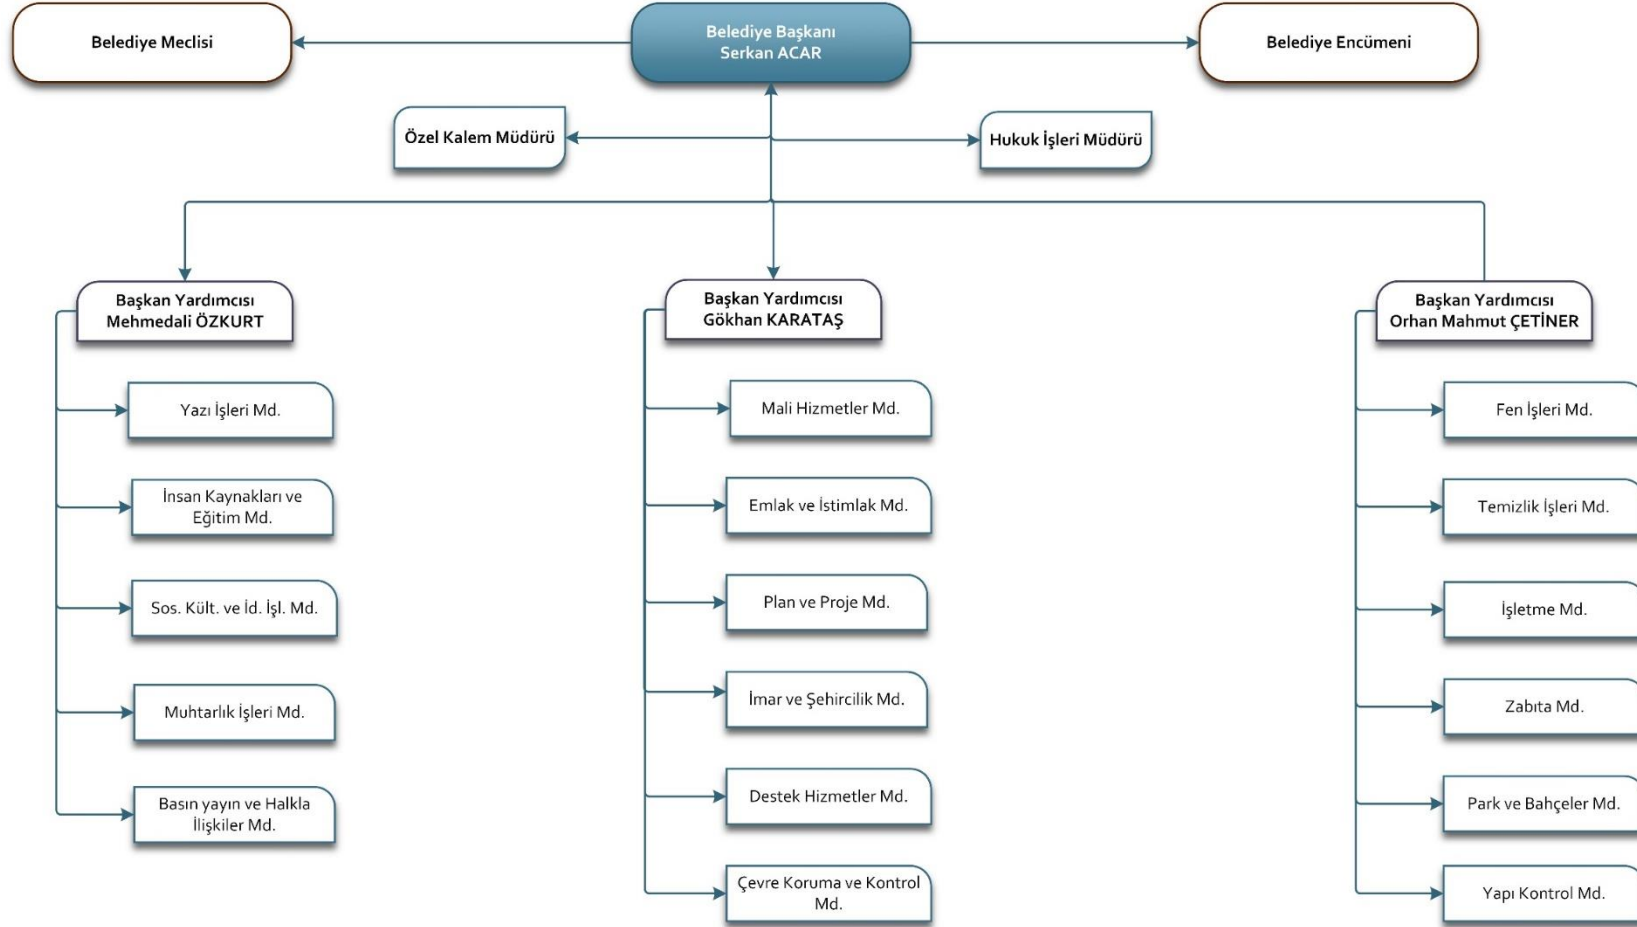 Belediye Meclisi
Belediye Başkanı
Serkan ACAR
Belediye Encümeni
Özel Kalem Müdürü
Hukuk İşleri Müdürü
Başkan Yardımcısı
Mehmedali ÖZKURT
Yazı İşleri Md.
İnsan Kaynakları ve
Eğitim Md.
Sos. Kült. ve İd. İşl. Md.
Muhtarlık İşleri Md.
Basın yayın ve Halkla
İlişkiler Md.
Başkan Yardımcısı
Gökhan KARATAŞ
Mali Hizmetler Md.
Emlak ve İstimlak Md.
Plan ve Proje Md.
İmar ve Şehircilik Md.
Destek Hizmetler Md.
Çevre Koruma ve Kontrol
Md.
Başkan Yardımcısı
Orhan Mahmut ÇETİNER
Fen İşleri Md.
Temizlik İşleri Md.
İşletme Md.
Zabıta Md.
Park ve Bahçeler Md.
Yapı Kontrol Md.